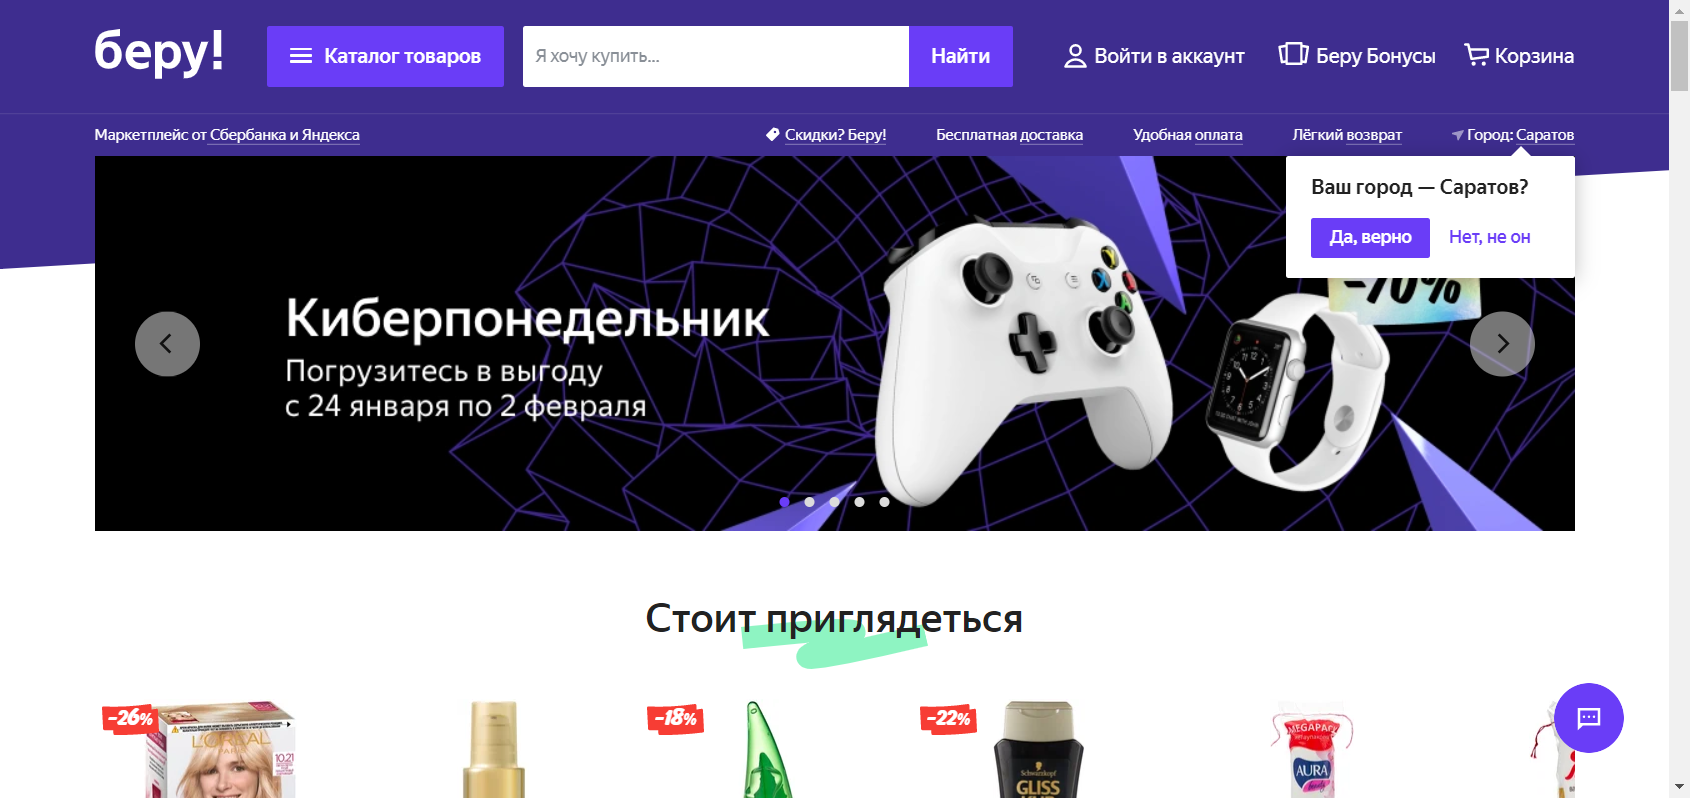 беру!
Каталог товаров
Я хочу купить...
Найти
Войти в аккаунт
Беру Бонусы
Корзина
Маркетплейс от Сбербанка и Яндекса
Скидки? Беру!
Бесплатная доставка
Удобная оплата
Лёгкий возврат
Город: Саратов
Ваш город — Саратов?
Да, верно
Нет, не он
-70%
Киберпонедельник
Погрузитесь в выгоду
с 24 января по 2 февраля
Стоит приглядеться
-26%
-18%
-22%
L'ORÉAL
PARIS
10.21
Schwarzkopf
GLISS
MEGAPACK
AURA
beauty